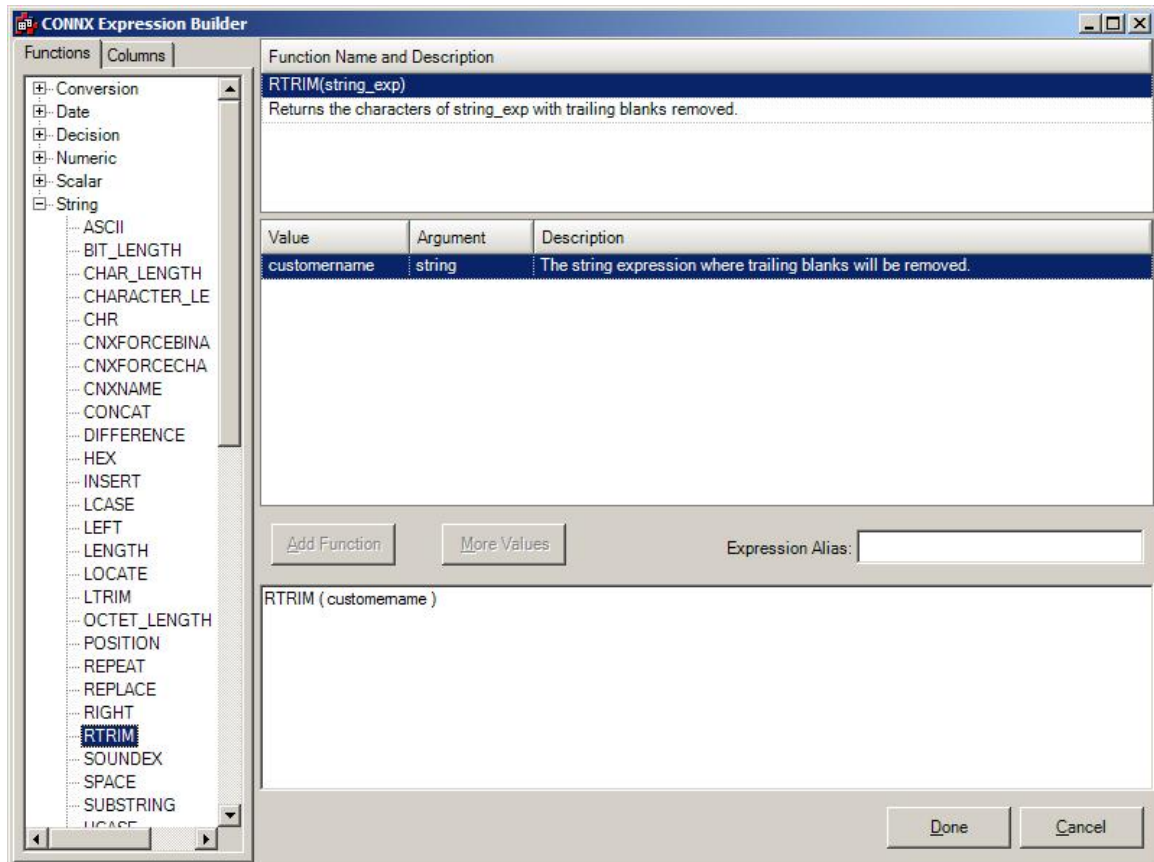 CONNX Expression Builder
Functions Columns
Function Name and Description
RTRIM(string_exp)
Returns the characters of string_exp with trailing blanks removed.
Conversion
Date
Decision
Numeric
Scalar
String
ASCII
BIT_LENGTH
CHAR_LENGTH
CHARACTER_LE
CHR
CNXFORCEBINA
CNXFORCECHA
CNXNAME
CONCAT
DIFFERENCE
HEX
INSERT
LCASE
LEFT
LENGTH
LOCATE
LTRIM
OCTET_LENGTH
POSITION
REPEAT
REPLACE
RIGHT
RTRIM
SOUNDEX
SPACE
SUBSTRING
UCASE
Value Argument Description
customername string The string expression where trailing blanks will be removed.
Add Function More Values Expression Alias:
RTRIM ( customername )
Done Cancel